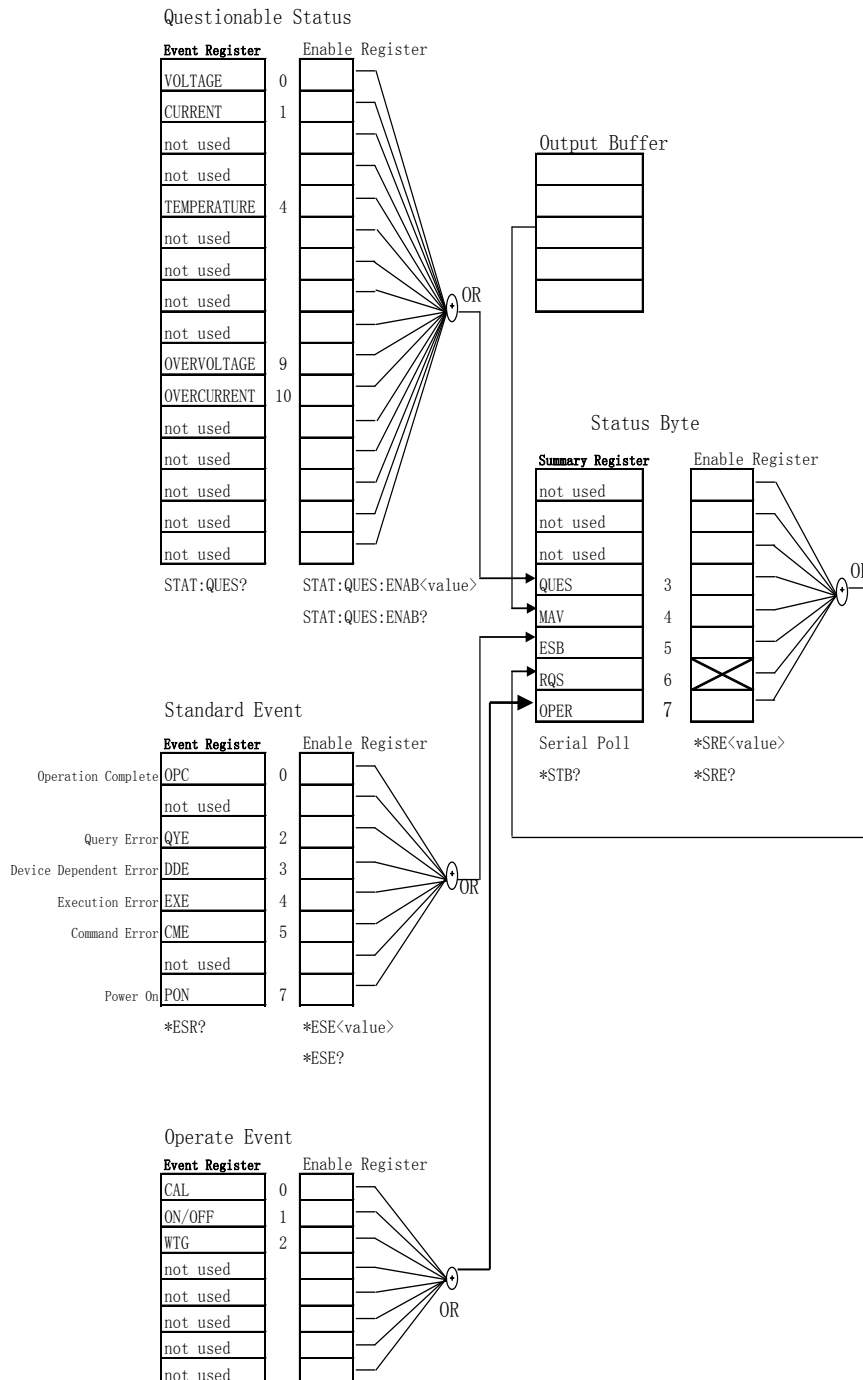 Questionable Status
Event Register
Enable Register
VOLTAGE 0
CURRENT 1
not used
not used
TEMPERATURE 4
not used
not used
not used
not used
OVERVOLTAGE 9
OVERCURRENT 10
not used
not used
not used
not used
not used
OR
STAT:QUES?
STAT:QUES:ENAB<value>
STAT:QUES:ENAB?
Output Buffer
Status Byte
Summary Register
Enable Register
not used
not used
not used
QUES 3
MAV 4
ESB 5
RQS 6
OPER 7
Serial Poll
*STB?
*SRE<value>
*SRE?
Standard Event
Event Register
Enable Register
Operation Complete OPC 0
not used
Query Error QYE 2
Device Dependent Error DDE 3
Execution Error EXE 4
Command Error CME 5
not used
Power On PON 7
OR
*ESR?
*ESE<value>
*ESE?
Operate Event
Event Register
Enable Register
CAL 0
ON/OFF 1
WTG 2
not used
not used
not used
not used
not used
OR